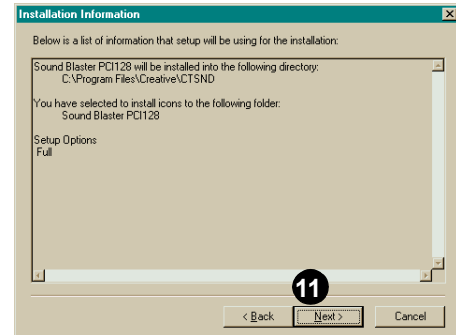 Installation Information
Below is a list of information that setup will be using for the installation:
Sound Blaster PCI128 will be installed into the following directory:
C:\Program Files\Creative\CTSND
You have selected to install icons to the following folder:
Sound Blaster PCI128
Setup Options
Full
11
< Back
Next >
Cancel